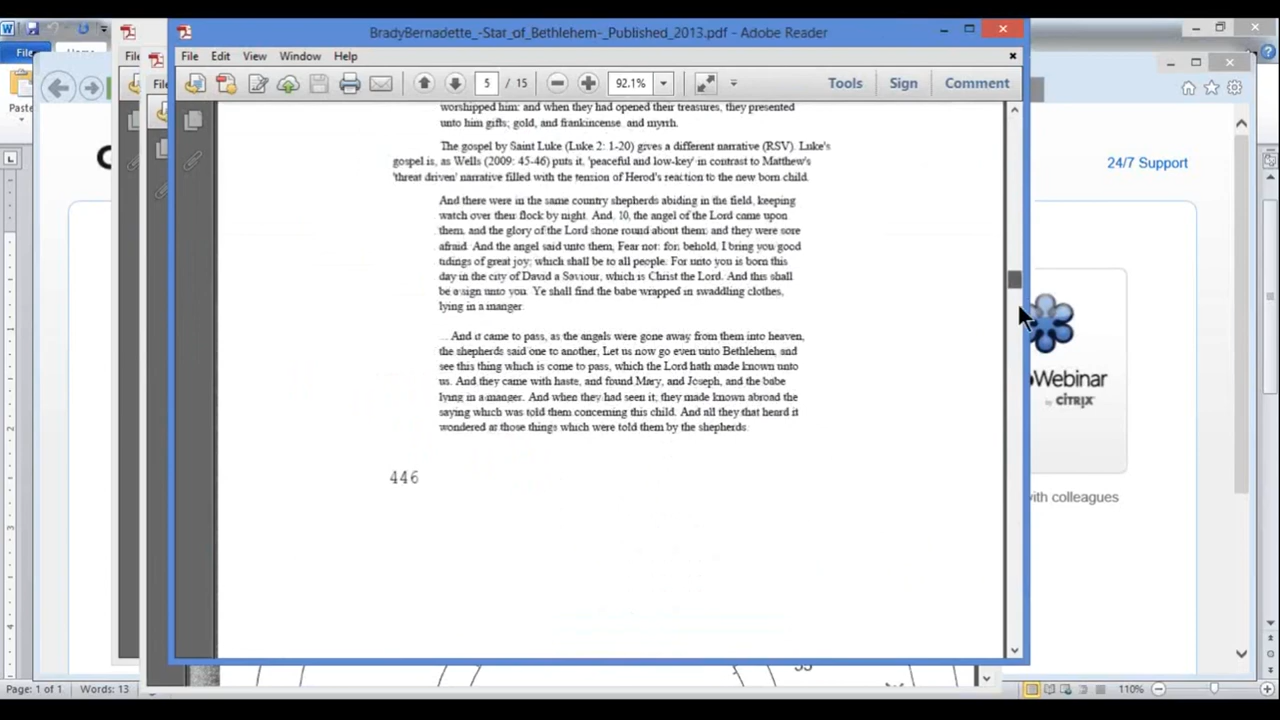 BradyBernadette_-Star_of_Bethlehem-_Published_2013.pdf - Adobe Reader
File
File Edit View Window Help
File
Past
5 / 15
92.1%
Tools Sign Comment
worshipped him: and when they had opened their treasures, they presented
unto him gifts; gold, and frankincense and myrrh.
The gospel by Saint Luke (Luke 2: 1-20) gives a different narrative (RSV). Luke's
gospel is, as Wells (2009: 45-46) puts it, 'peaceful and low-key' in contrast to Matthew's
'threat driven' narrative filled with the tension of Herod's reaction to the new born child.
And there were in the same country shepherds abiding in the field, keeping
watch over their flock by night. And, 10, the angel of the Lord came upon
them, and the glory of the Lord shone round about them: and they were sore
afraid. And the angel said unto them, Fear not: for, behold, I bring you good
tidings of great joy; which shall be to all people. For unto you is born this
day in the city of David a Saviour, which is Christ the Lord. And this shall
be a sign unto you. Ye shall find the babe wrapped in swaddling clothes,
lying in a manger.
... And it came to pass, as the angels were gone away from them into heaven,
the shepherds said one to another, Let us now go even unto Bethlehem, and
see this thing which is come to pass, which the Lord hath made known unto
us. And they came with haste, and found Mary, and Joseph, and the babe
lying in a manger. And when they had seen it, they made known abroad the
saying which was told them concerning this child. And all they that heard it
wondered at those things which were told them by the shepherds.
446
24/7 Support
Webinar
by CITRIX
with colleagues
Page: 1 of 1 Words: 13
110%